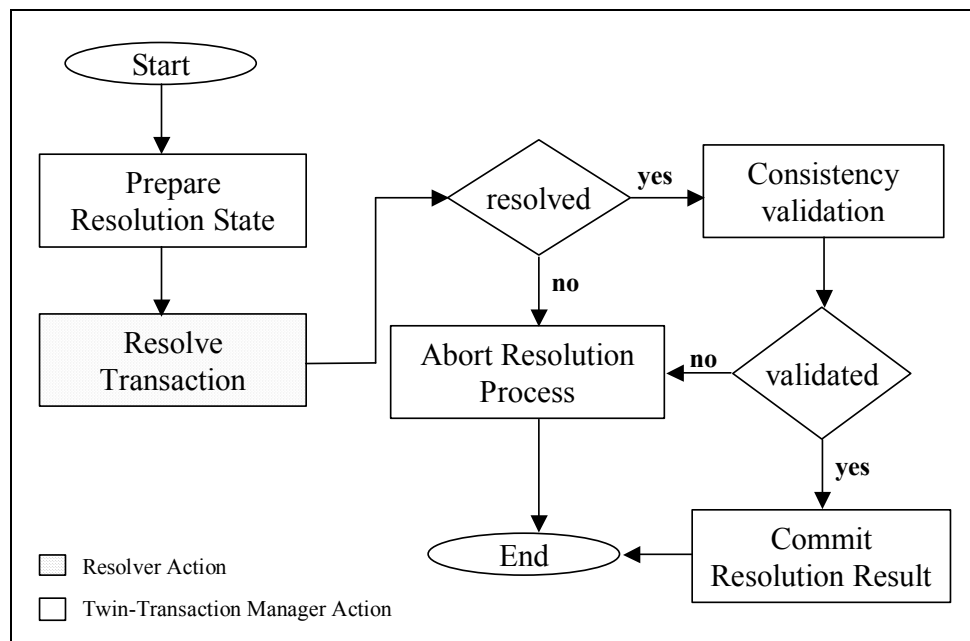 Start
Prepare
Resolution State
Resolve
Transaction
resolved
yes
Consistency
validation
no
Abort Resolution
Process
no
validated
yes
Commit
Resolution Result
End
Resolver Action
Twin-Transaction Manager Action